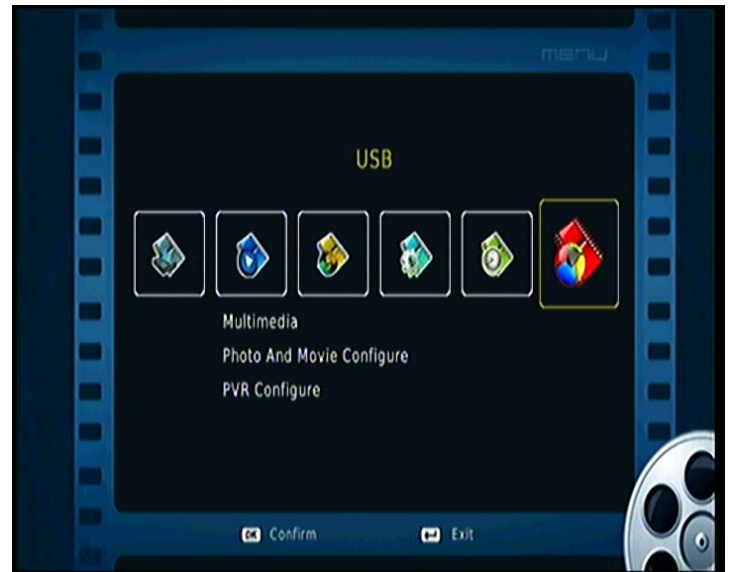 MENU
USB
Multimedia
Photo And Movie Configure
PVR Configure
OK Confirm
Exit